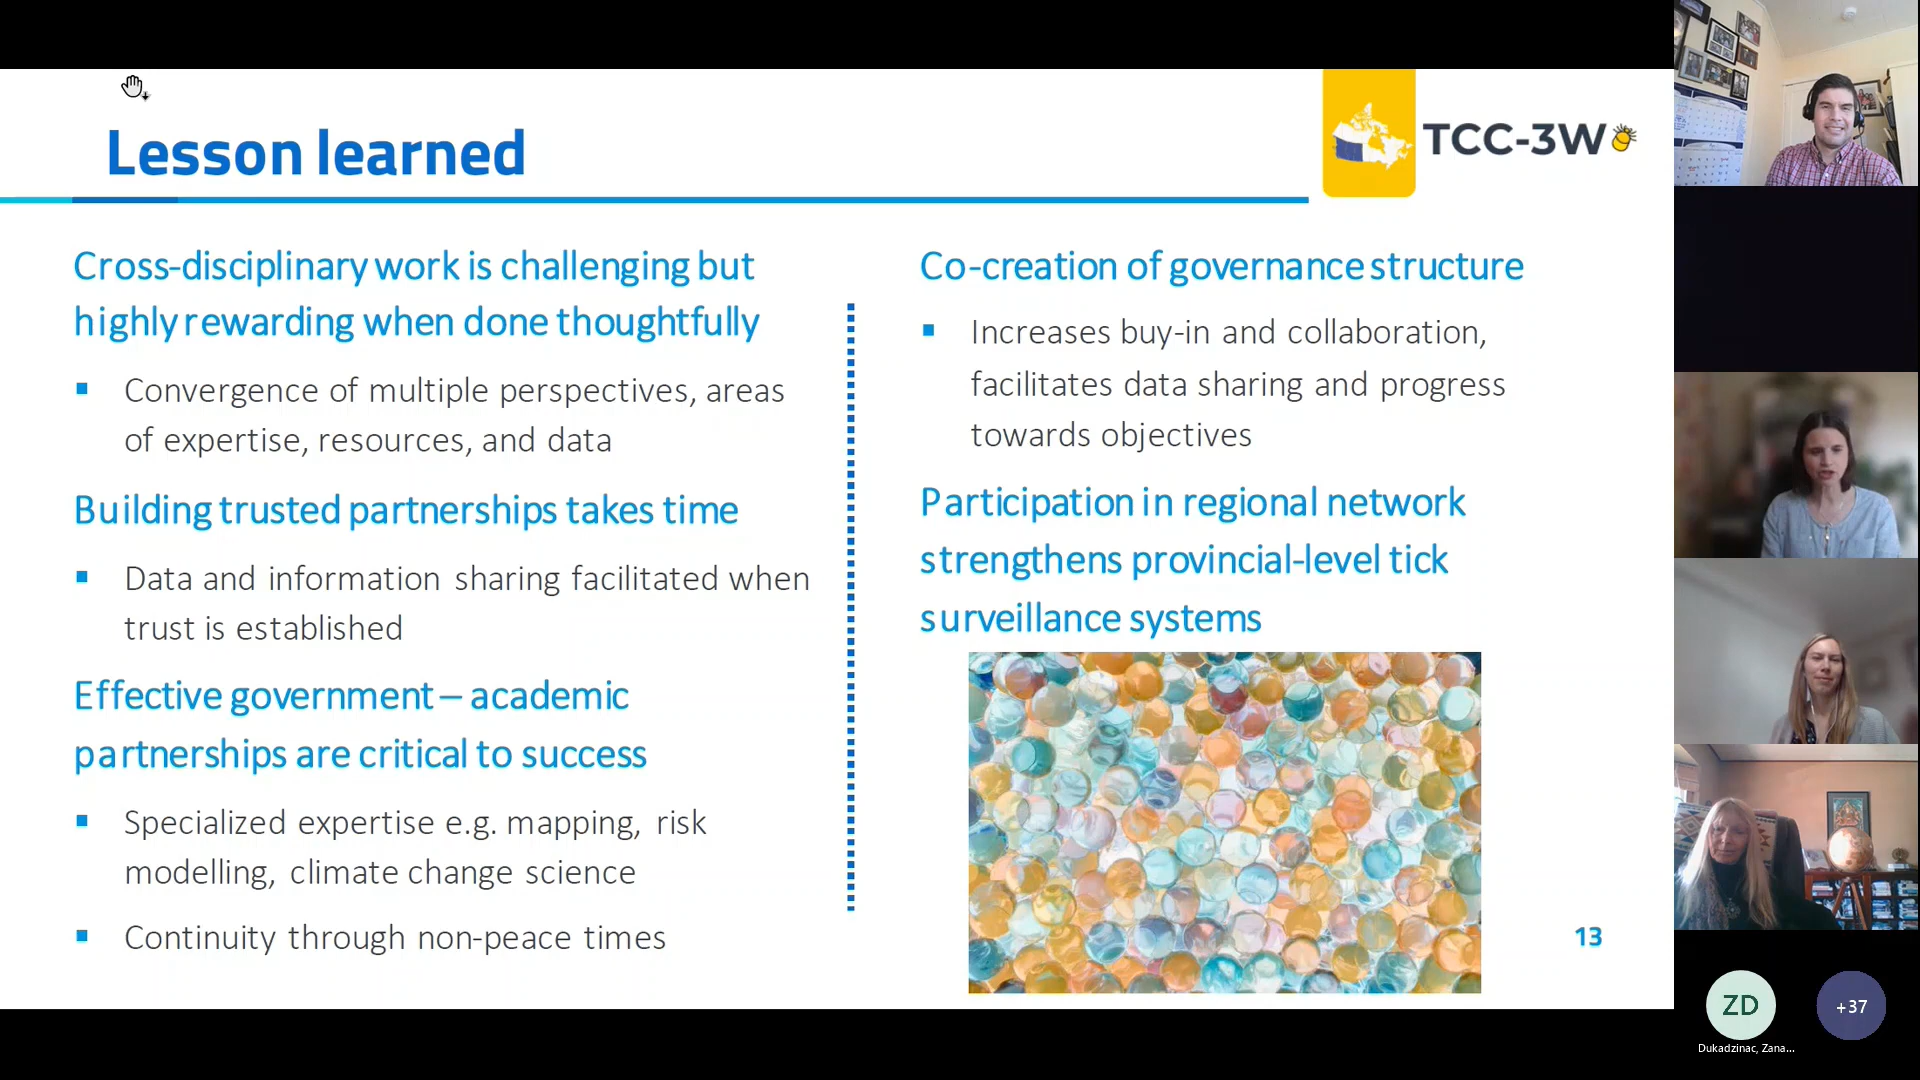 Lesson learned
TCC-3W
Cross-disciplinary work is challenging but
highly rewarding when done thoughtfully
▪ Convergence of multiple perspectives, areas
of expertise, resources, and data
Building trusted partnerships takes time
▪ Data and information sharing facilitated when
trust is established
Effective government – academic
partnerships are critical to success
▪ Specialized expertise e.g. mapping, risk
modelling, climate change science
▪ Continuity through non-peace times
Co-creation of governance structure
▪ Increases buy-in and collaboration,
facilitates data sharing and progress
towards objectives
Participation in regional network
strengthens provincial-level tick
surveillance systems
13
ZD
Dukadzinac, Zana...
+37